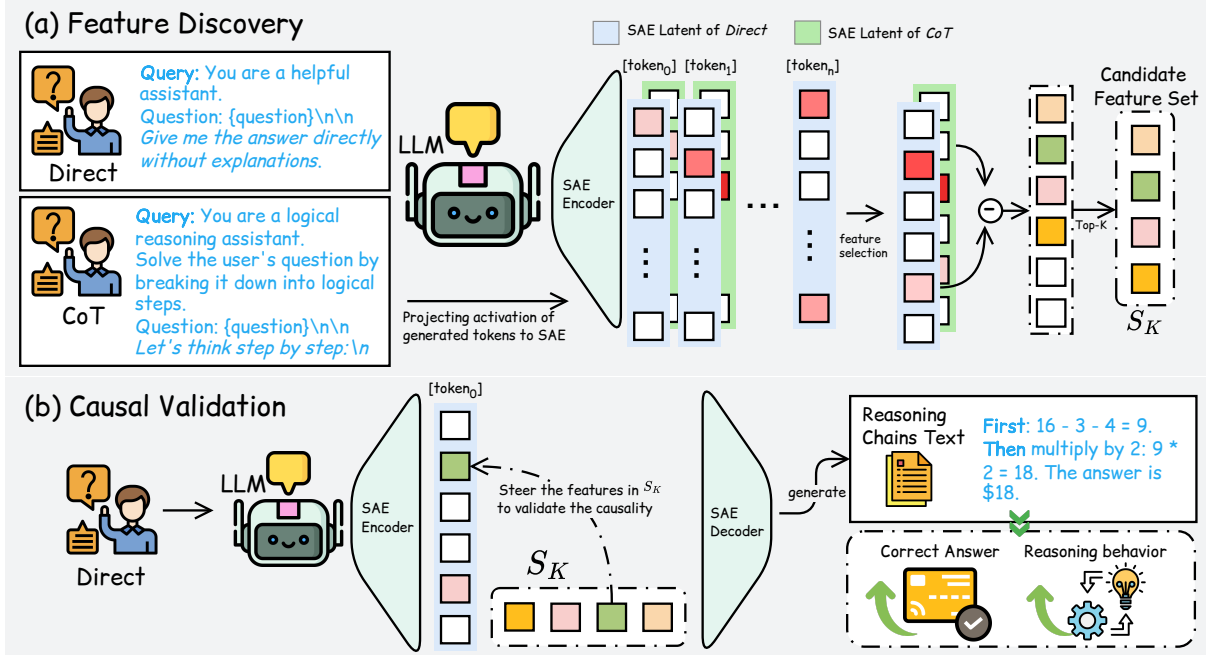 (a) Feature Discovery
SAE Latent of Direct
SAE Latent of CoT
Query: You are a helpful
assistant.
Question: {question}\n\n
Give me the answer directly
without explanations.
Direct
Query: You are a logical
reasoning assistant.
Solve the user's question by
breaking it down into logical
steps.
Question: {question}\n\n
Let's think step by step:\n
CoT
LLM
Projecting activation of
generated tokens to SAE
SAE
Encoder
[token₀]
[token₁]
...
[tokenₙ]
feature
selection
−
Top-K
Candidate
Feature Set
S_K
(b) Causal Validation
Direct
LLM
SAE
Encoder
[token₀]
Steer the features in S_K
to validate the causality
S_K
SAE
Decoder
generate
Reasoning
Chains Text
First: 16 - 3 - 4 = 9.
Then multiply by 2: 9 *
2 = 18. The answer is
$18.
Correct Answer
Reasoning behavior